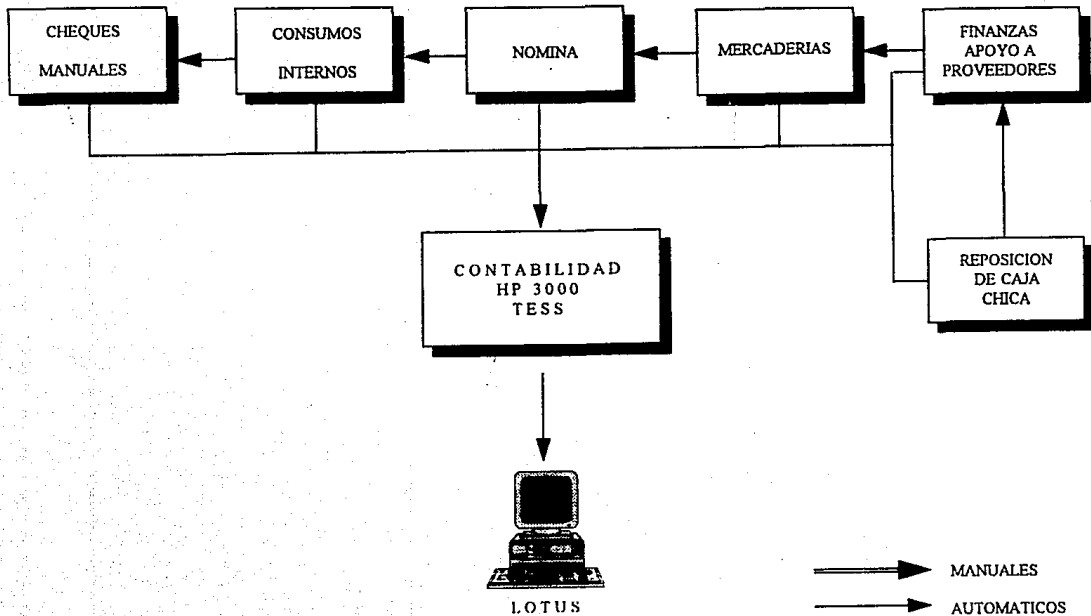 CHEQUES
MANUALES
CONSUMOS
INTERNOS
NOMINA
MERCADERIAS
FINANZAS
APOYO A
PROVEEDORES
REPOSICION
DE CAJA
CHICA
CONTABILIDAD
HP 3000
TESS
LOTUS
MANUALES
AUTOMATICOS